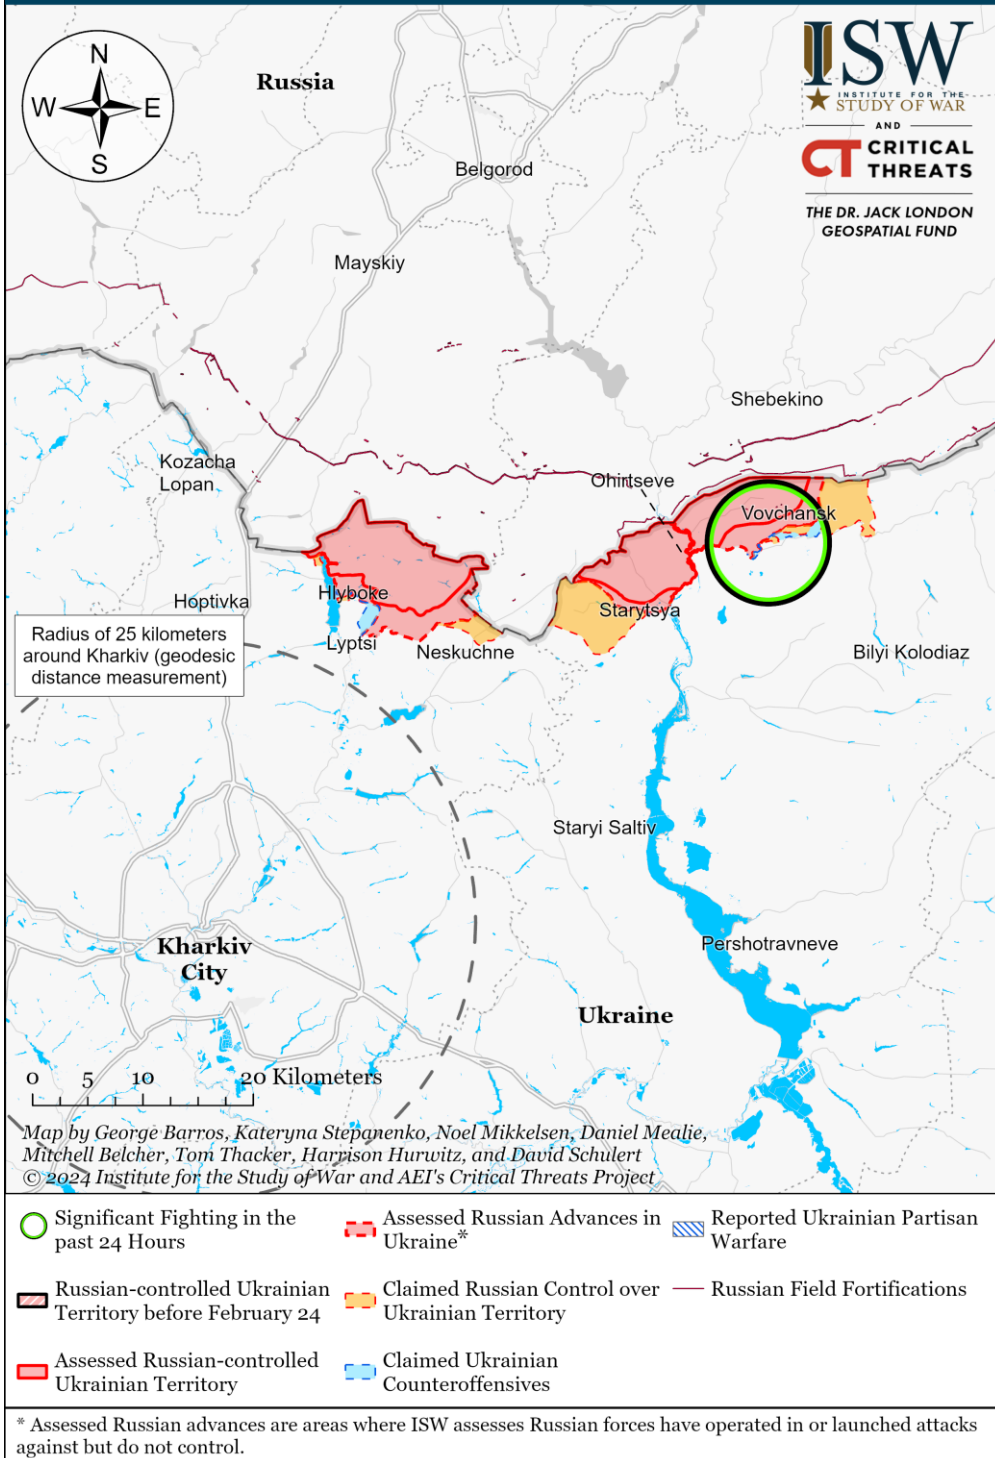 N
W
E
S
Russia
ISW
INSTITUTE FOR THE
STUDY OF WAR
AND
CT CRITICAL
THREATS
THE DR. JACK LONDON
GEOSPATIAL FUND
Belgorod
Mayskiy
Shebekino
Kozacha
Lopan
Ohirtseve
Vovchansk
Hoptivka
Hlyboke
Starytsya
Lyptsi
Neskuchne
Bilyi Kolodiaz
Radius of 25 kilometers
around Kharkiv (geodesic
distance measurement)
Staryi Saltiv
Kharkiv
City
Pershotravneve
Ukraine
0 5 10 20 Kilometers
Map by George Barros, Kateryna Stepanenko, Noel Mikkelsen, Daniel Mealie,
Mitchell Belcher, Tom Thacker, Harrison Hurwitz, and David Schulert
© 2024 Institute for the Study of War and AEI's Critical Threats Project
Significant Fighting in the
past 24 Hours
Russian-controlled Ukrainian
Territory before February 24
Assessed Russian-controlled
Ukrainian Territory
Assessed Russian Advances in
Ukraine*
Claimed Russian Control over
Ukrainian Territory
Claimed Ukrainian
Counteroffensives
Reported Ukrainian Partisan
Warfare
Russian Field Fortifications
* Assessed Russian advances are areas where ISW assesses Russian forces have operated in or launched attacks
against but do not control.